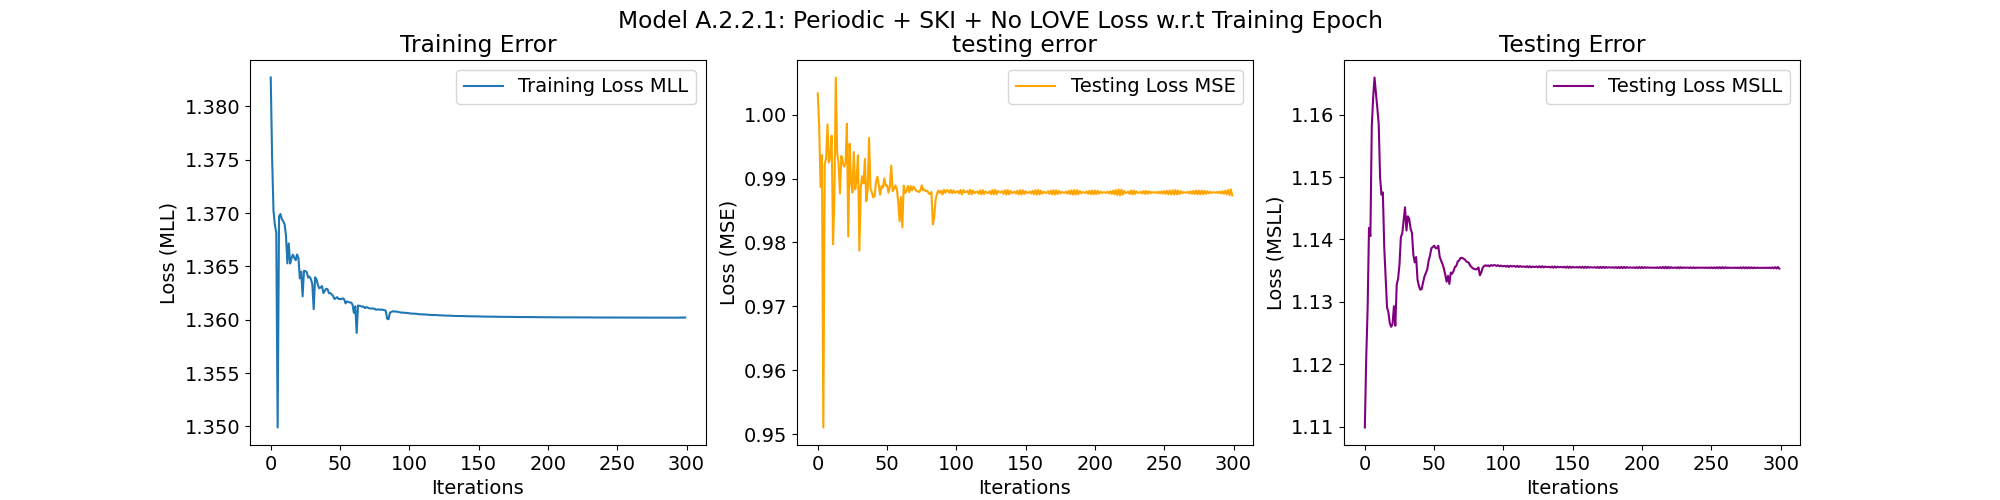 Model A.2.2.1: Periodic + SKI + No LOVE Loss w.r.t Training Epoch
Training Error
Training Loss MLL
Loss (MLL)
1.380
1.375
1.370
1.365
1.360
1.355
1.350
0 50 100 150 200 250 300
Iterations
testing error
Testing Loss MSE
Loss (MSE)
1.00
0.99
0.98
0.97
0.96
0.95
0 50 100 150 200 250 300
Iterations
Testing Error
Testing Loss MSLL
Loss (MSLL)
1.16
1.15
1.14
1.13
1.12
1.11
0 50 100 150 200 250 300
Iterations